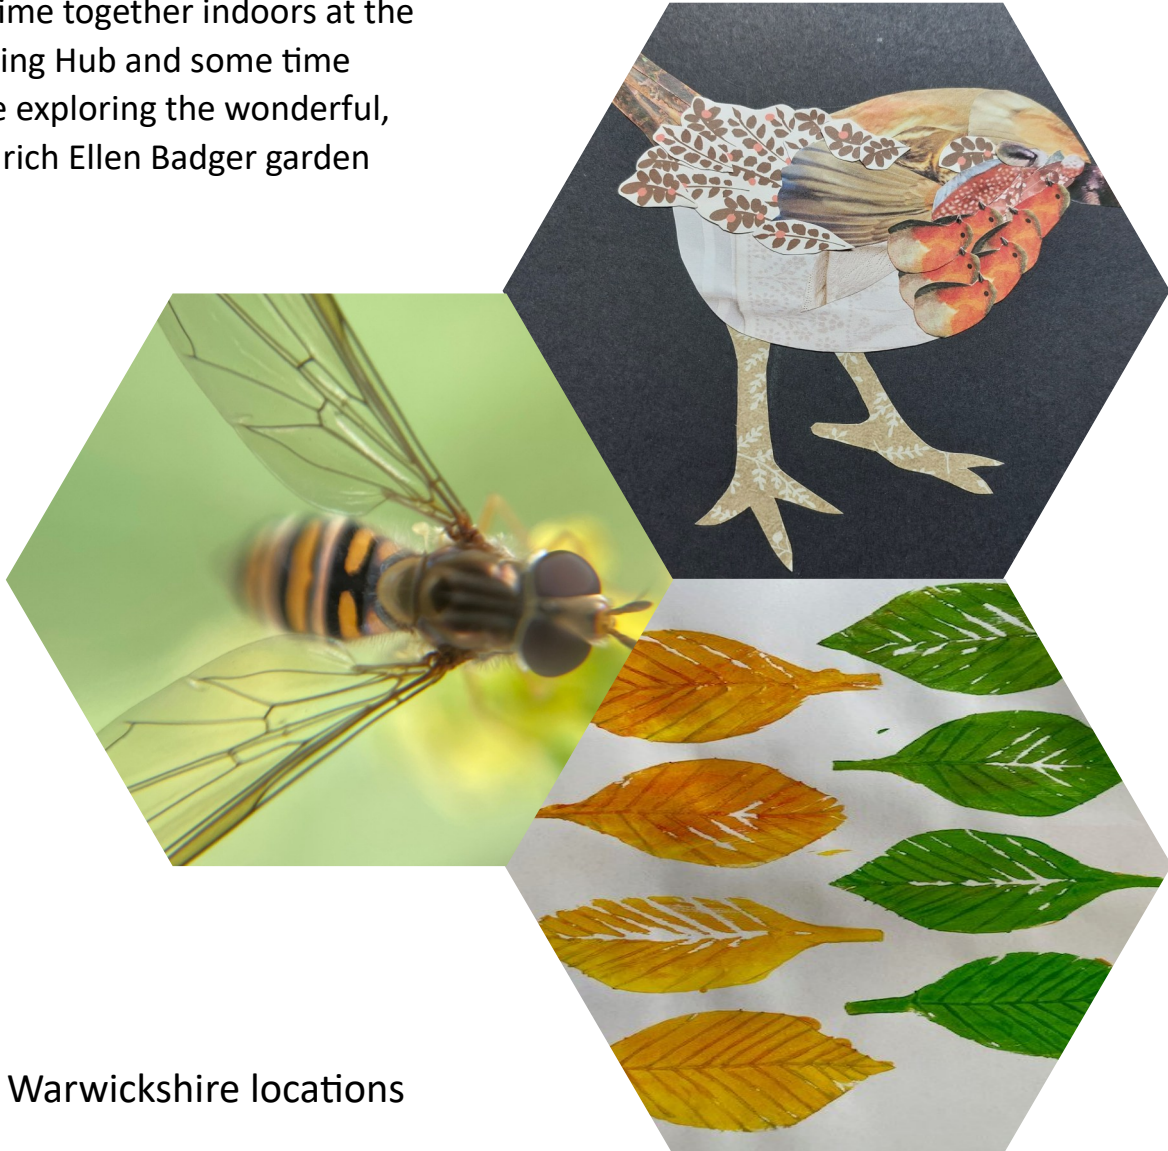 ime together indoors at the
ing Hub and some time
e exploring the wonderful,
rich Ellen Badger garden
Warwickshire locations